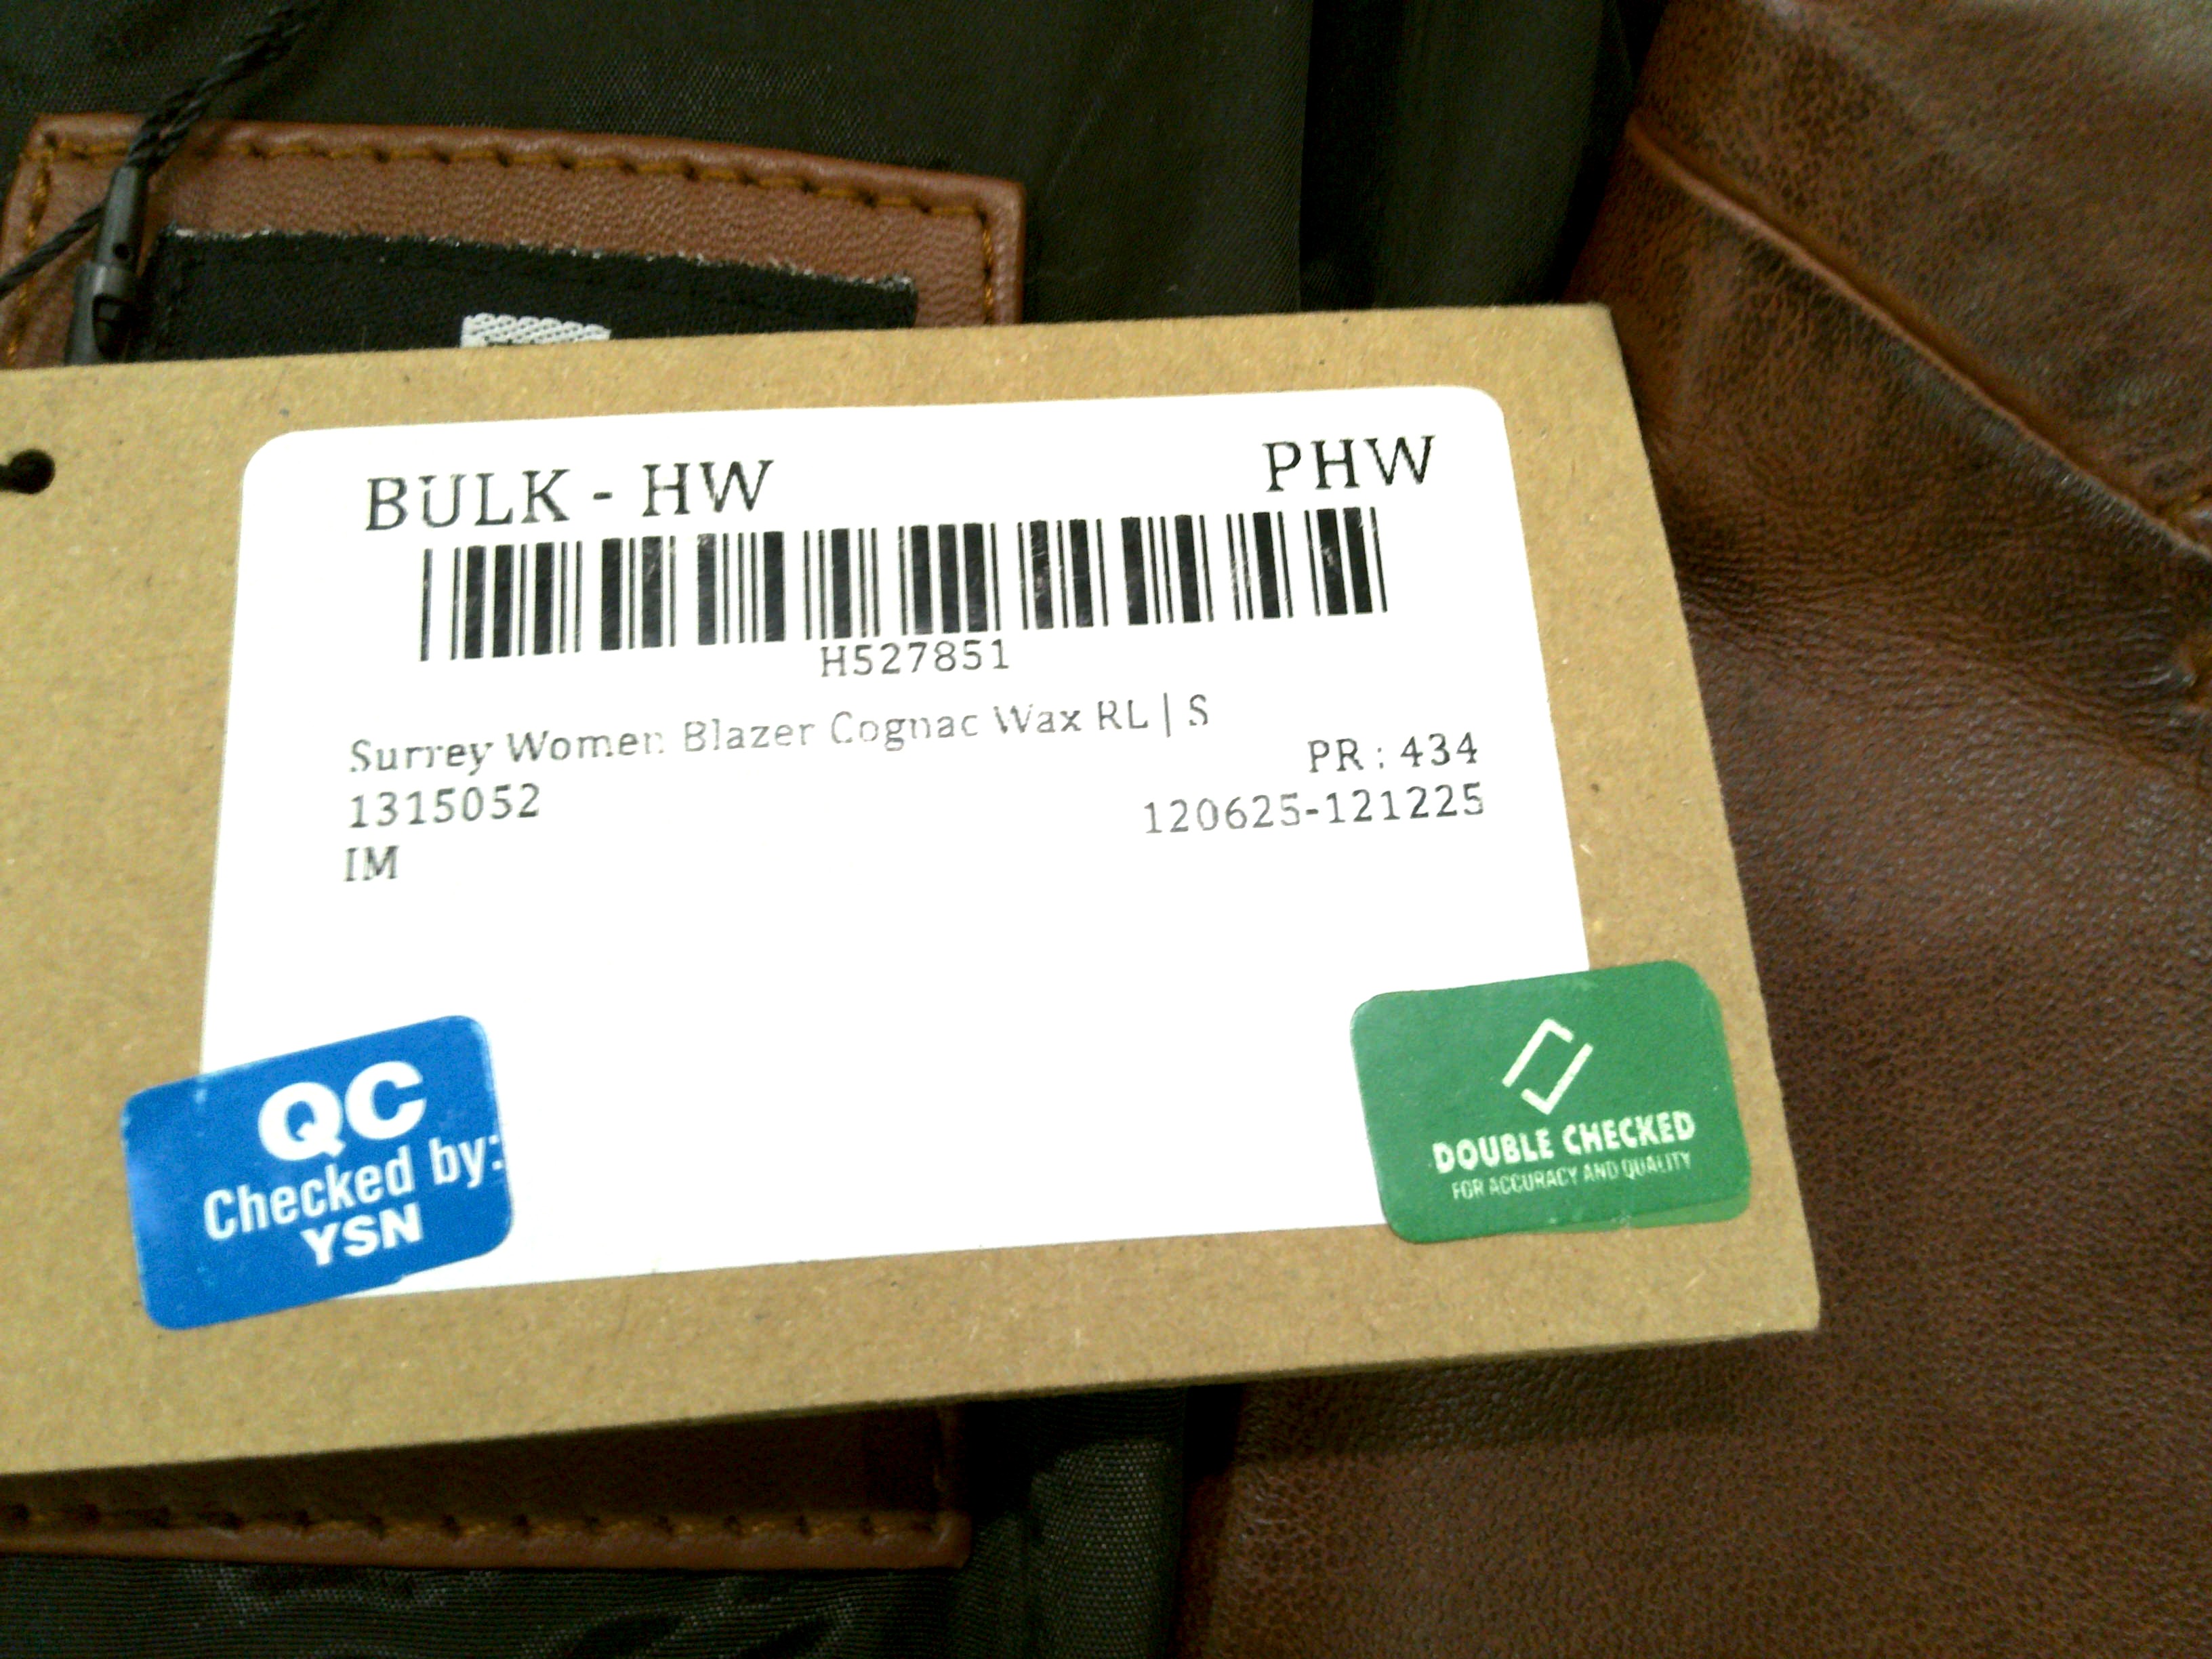 BULK - HW PHW
H527851
Surrey Women Blazer Cognac Wax RL | S
PR : 434
1315052 120625-121225
IM
QC
Checked by:
YSN
DOUBLE CHECKED
FOR ACCURACY AND QUALITY